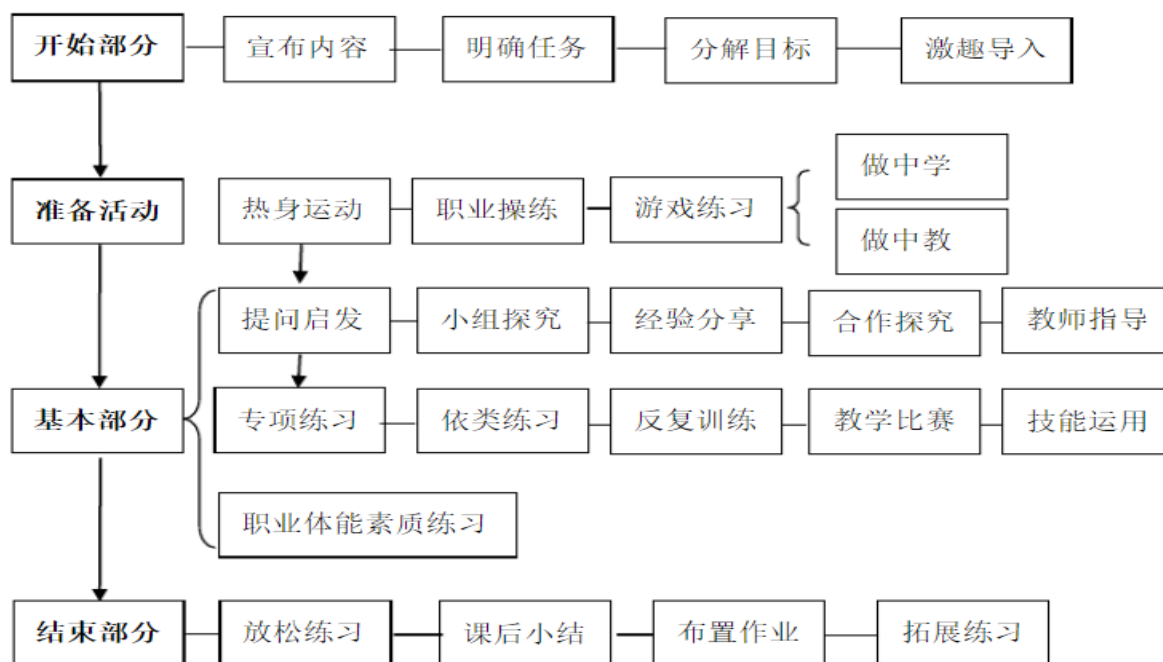 开始部分 宣布内容 明确任务 分解目标 激趣导入
做中学
准备活动 热身运动 职业操练 游戏练习
做中教
提问启发 小组探究 经验分享 合作探究 教师指导
基本部分 专项练习 依类练习 反复训练 教学比赛 技能运用
职业体能素质练习
结束部分 放松练习 课后小结 布置作业 拓展练习